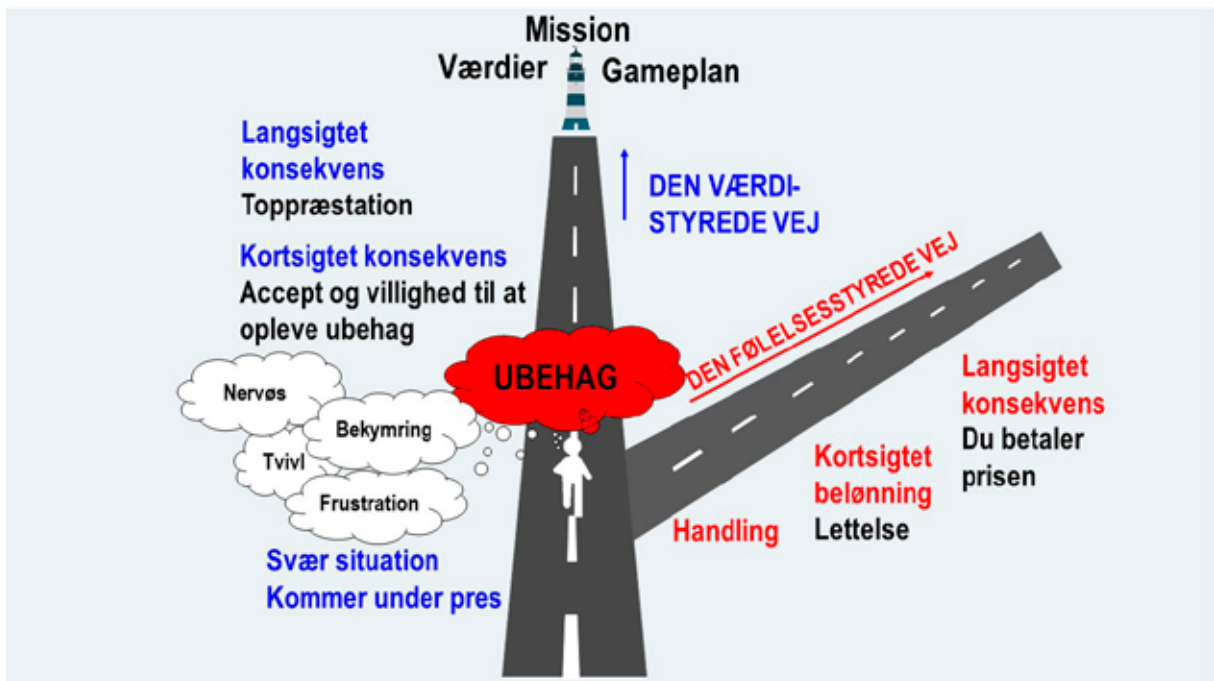 Mission
Værdier
Gameplan
Langsigtet
konsekvens
Toppræstation
DEN VÆRDI-
STYREDE VEJ
Kortsigtet konsekvens
Accept og villighed til at
opleve ubehag
UBEHAG
DEN FØLELSESSTYREDE VEJ
Nervøs
Bekymring
Tvivl
Frustration
Svær situation
Kommer under pres
Handling
Kortsigtet
belønning
Lettelse
Langsigtet
konsekvens
Du betaler
prisen